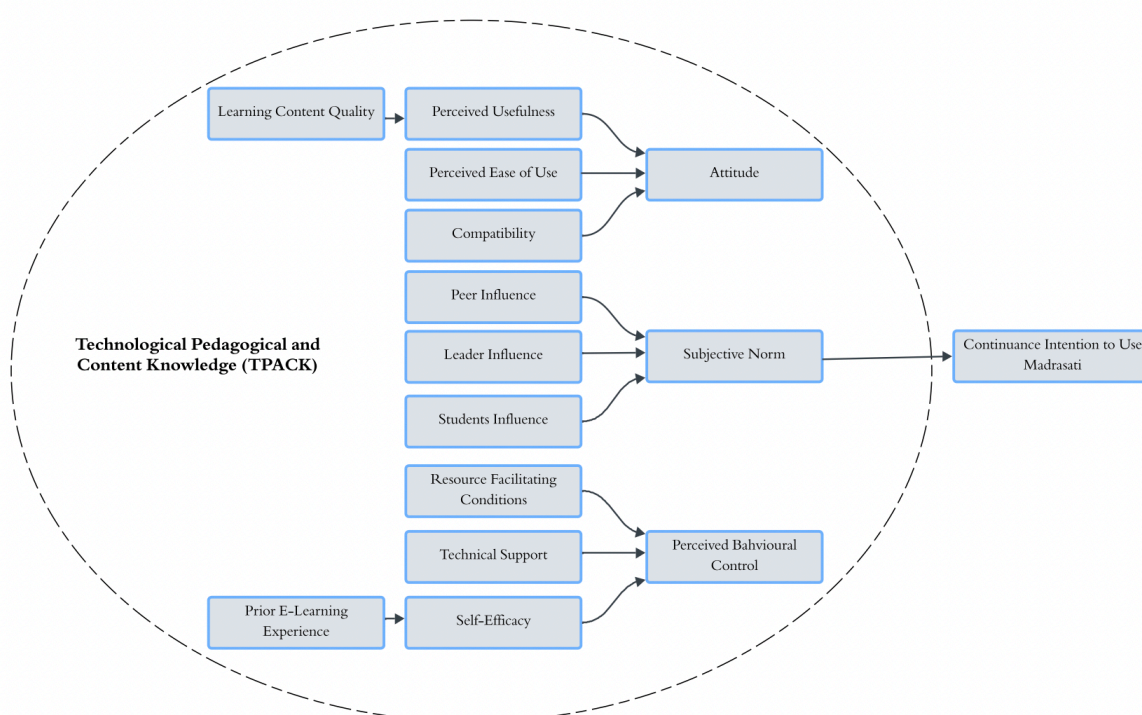 Learning Content Quality
Perceived Usefulness
Perceived Ease of Use
Attitude
Compatibility
Peer Influence
Technological Pedagogical and
Content Knowledge (TPACK)
Leader Influence
Subjective Norm
Continuance Intention to Use
Madrasati
Students Influence
Resource Facilitating
Conditions
Technical Support
Perceived Bahvioural
Control
Prior E-Learning
Experience
Self-Efficacy